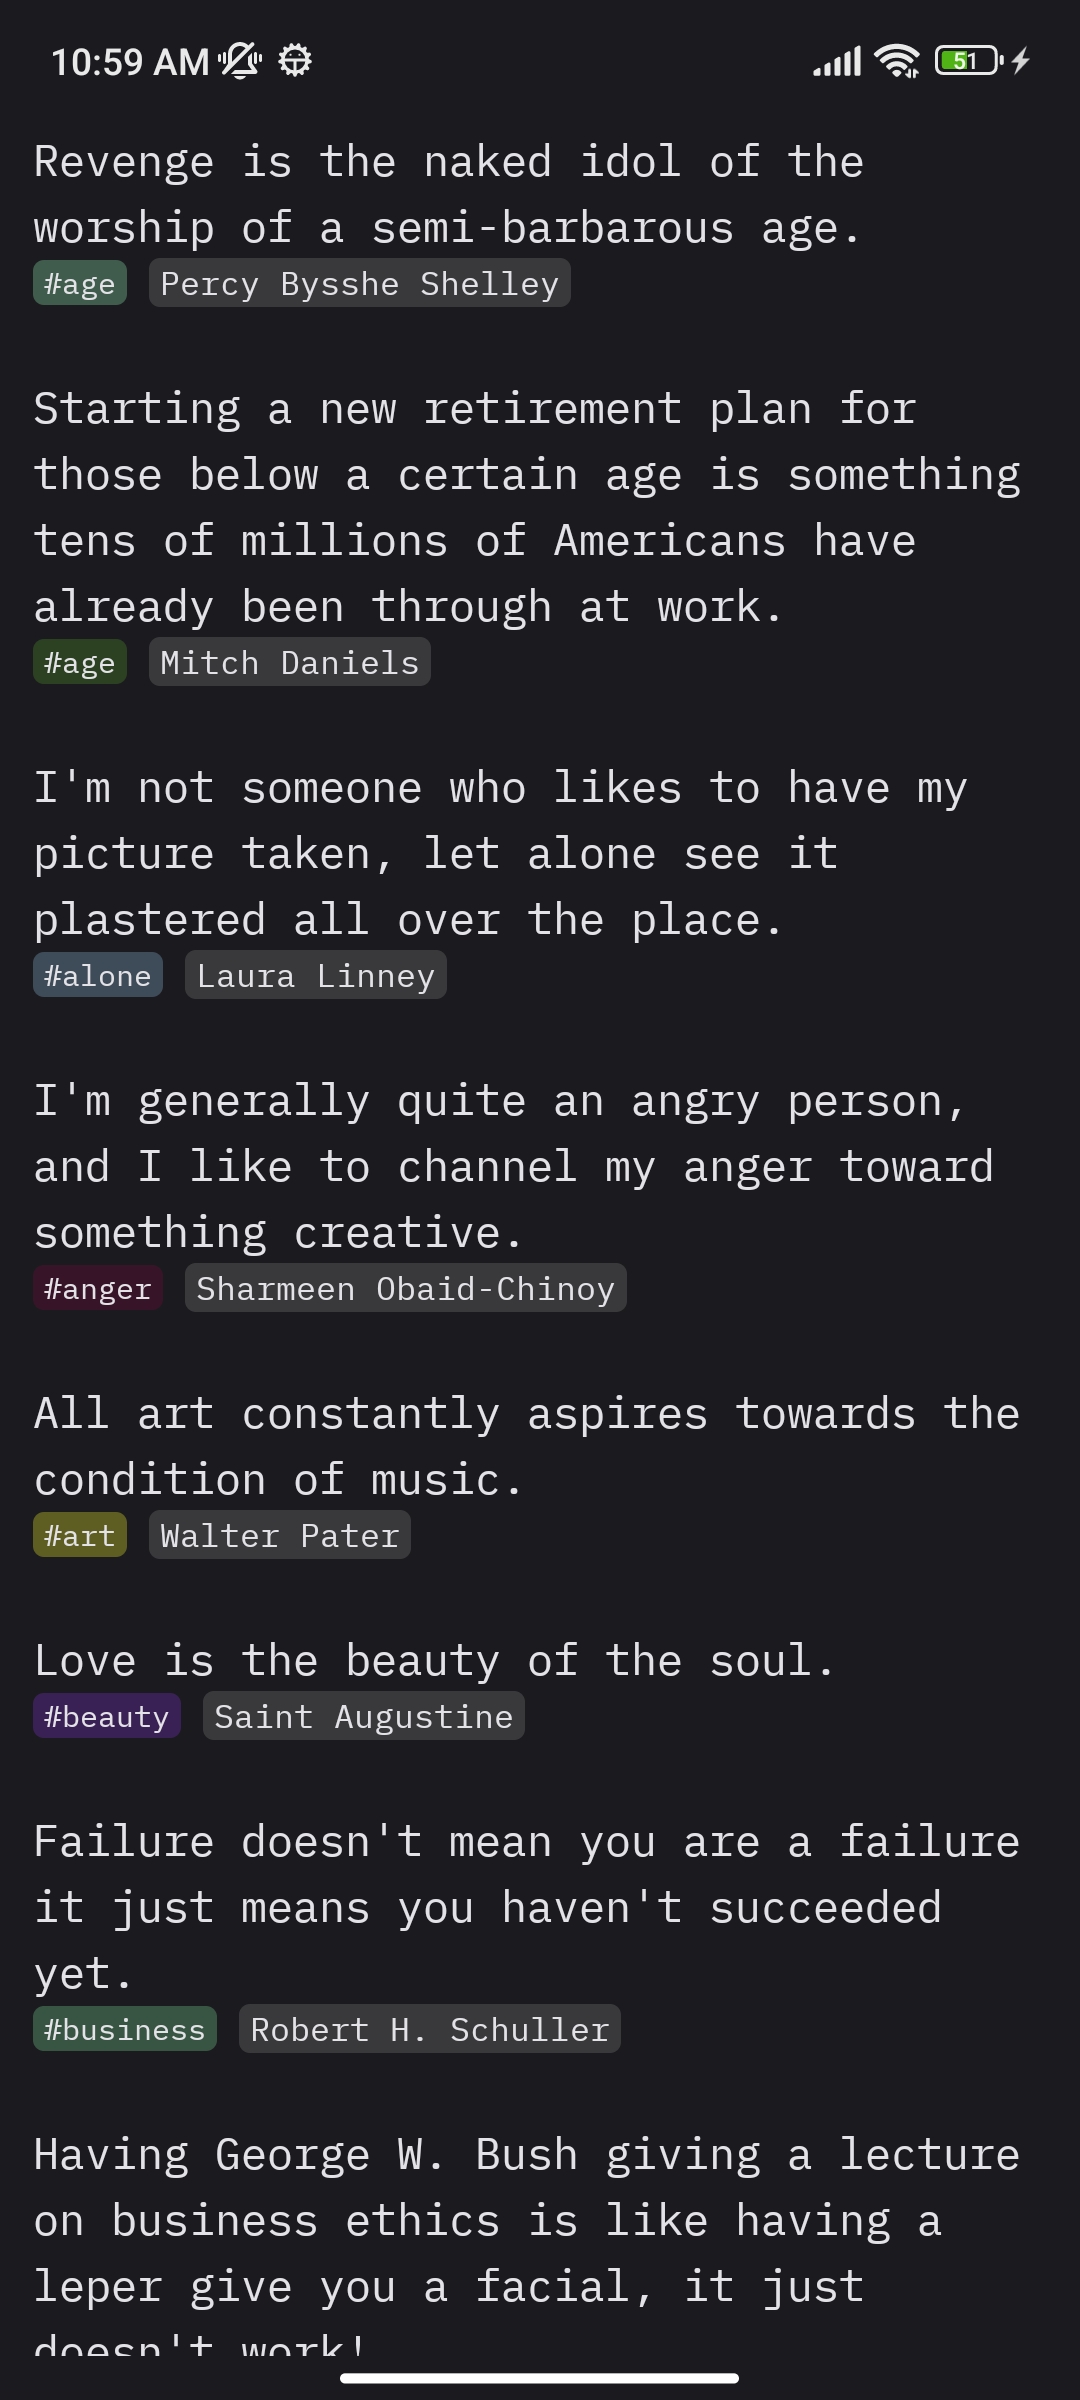 10:59 AM
51
Revenge is the naked idol of the
worship of a semi-barbarous age.
#age Percy Bysshe Shelley
Starting a new retirement plan for
those below a certain age is something
tens of millions of Americans have
already been through at work.
#age Mitch Daniels
I'm not someone who likes to have my
picture taken, let alone see it
plastered all over the place.
#alone Laura Linney
I'm generally quite an angry person,
and I like to channel my anger toward
something creative.
#anger Sharmeen Obaid-Chinoy
All art constantly aspires towards the
condition of music.
#art Walter Pater
Love is the beauty of the soul.
#beauty Saint Augustine
Failure doesn't mean you are a failure
it just means you haven't succeeded
yet.
#business Robert H. Schuller
Having George W. Bush giving a lecture
on business ethics is like having a
leper give you a facial, it just
doesn't work!